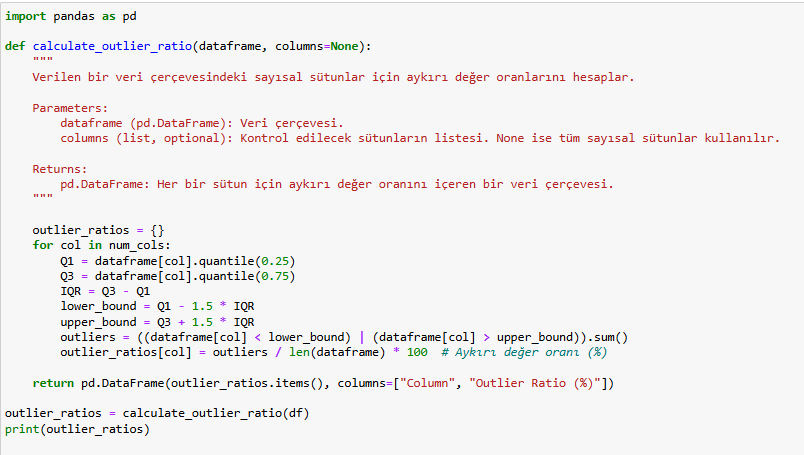 import pandas as pd
def calculate_outlier_ratio(dataframe, columns=None):
"""
Verilen bir veri çerçevesindeki sayısal sütunlar için aykırı değer oranlarını hesaplar.
Parameters:
dataframe (pd.DataFrame): Veri çerçevesi.
columns (list, optional): Kontrol edilecek sütunların listesi. None ise tüm sayısal sütunlar kullanılır.
Returns:
pd.DataFrame: Her bir sütun için aykırı değer oranını içeren bir veri çerçevesi.
"""
outlier_ratios = {}
for col in num_cols:
Q1 = dataframe[col].quantile(0.25)
Q3 = dataframe[col].quantile(0.75)
IQR = Q3 - Q1
lower_bound = Q1 - 1.5 * IQR
upper_bound = Q3 + 1.5 * IQR
outliers = ((dataframe[col] < lower_bound) | (dataframe[col] > upper_bound)).sum()
outlier_ratios[col] = outliers / len(dataframe) * 100  # Aykırı değer oranı (%)
return pd.DataFrame(outlier_ratios.items(), columns=["Column", "Outlier Ratio (%)"])
outlier_ratios = calculate_outlier_ratio(df)
print(outlier_ratios)